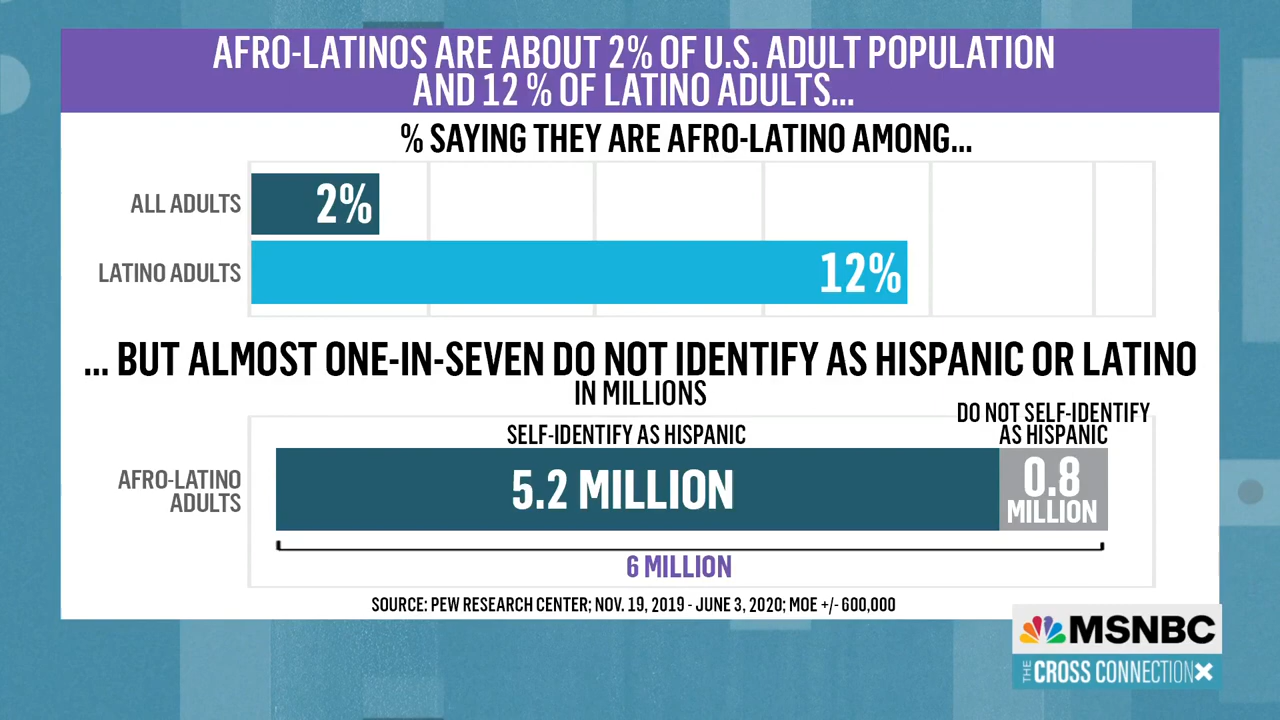 AFRO-LATINOS ARE ABOUT 2% OF U.S. ADULT POPULATION
AND 12 % OF LATINO ADULTS...
% SAYING THEY ARE AFRO-LATINO AMONG...
ALL ADULTS
2%
LATINO ADULTS
12%
... BUT ALMOST ONE-IN-SEVEN DO NOT IDENTIFY AS HISPANIC OR LATINO
IN MILLIONS
SELF-IDENTIFY AS HISPANIC
DO NOT SELF-IDENTIFY
AS HISPANIC
AFRO-LATINO
ADULTS
5.2 MILLION
0.8
MILLION
6 MILLION
SOURCE: PEW RESEARCH CENTER; NOV. 19, 2019 - JUNE 3, 2020; MOE +/- 600,000
MSNBC
THE CROSS CONNECTION